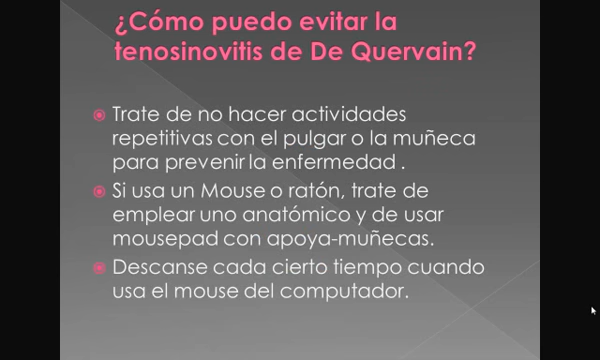 ¿Cómo puedo evitar la
tenosinovitis de De Quervain?
Trate de no hacer actividades
repetitivas con el pulgar o la muñeca
para prevenir la enfermedad .
Si usa un Mouse o ratón, trate de
emplear uno anatómico y de usar
mousepad con apoya-muñecas.
Descanse cada cierto tiempo cuando
usa el mouse del computador.